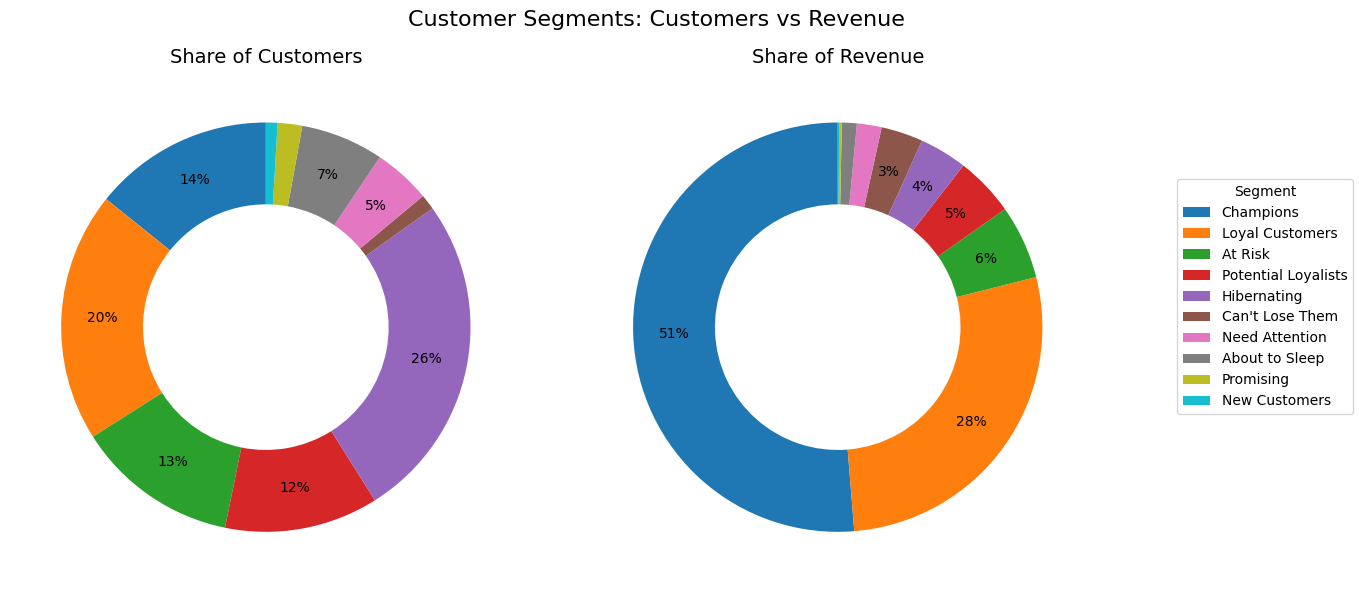 Customer Segments: Customers vs Revenue
Share of Customers
14%
20%
13%
12%
26%
5%
7%
Share of Revenue
51%
28%
6%
5%
4%
3%
Segment
Champions
Loyal Customers
At Risk
Potential Loyalists
Hibernating
Can't Lose Them
Need Attention
About to Sleep
Promising
New Customers